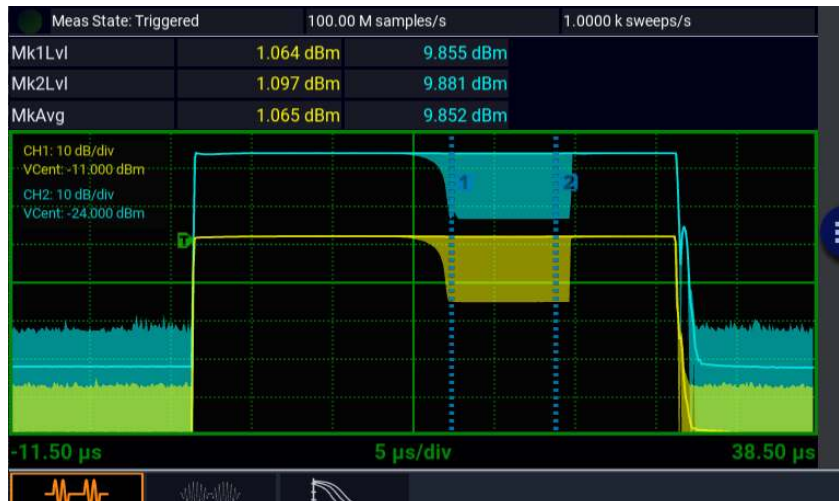 Meas State: Triggered 100.00 M samples/s 1.0000 k sweeps/s
Mk1Lvl 1.064 dBm 9.855 dBm
Mk2Lvl 1.097 dBm 9.881 dBm
MkAvg 1.065 dBm 9.852 dBm
CH1: 10 dB/div
VCent: -11.000 dBm
CH2: 10 dB/div
VCent: -24.000 dBm
1 2
T
-11.50 µs 5 µs/div 38.50 µs